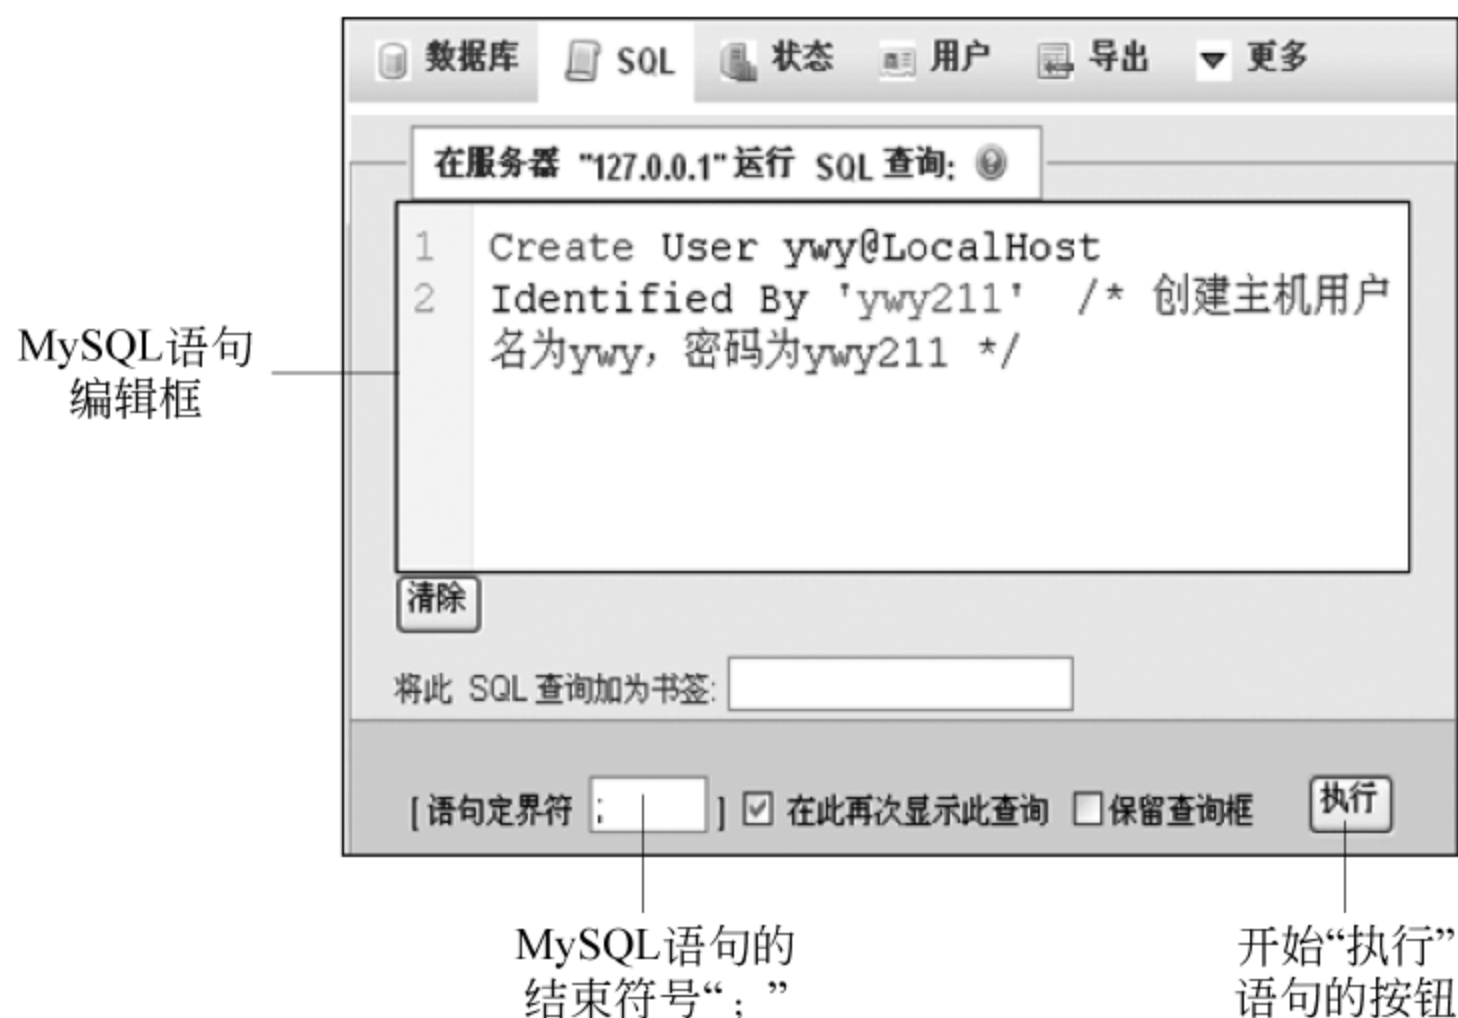 数据库 SQL 状态 用户 导出 更多
在服务器 "127.0.0.1" 运行 SQL 查询:
1 Create User ywy@LocalHost
2 Identified By 'ywy211' /* 创建主机用户
名为ywy，密码为ywy211 */
MySQL语句
编辑框
清除
将此 SQL 查询加为书签:
[ 语句定界符 ; ] 在此再次显示此查询 保留查询框 执行
MySQL语句的
结束符号“；”
开始“执行”
语句的按钮